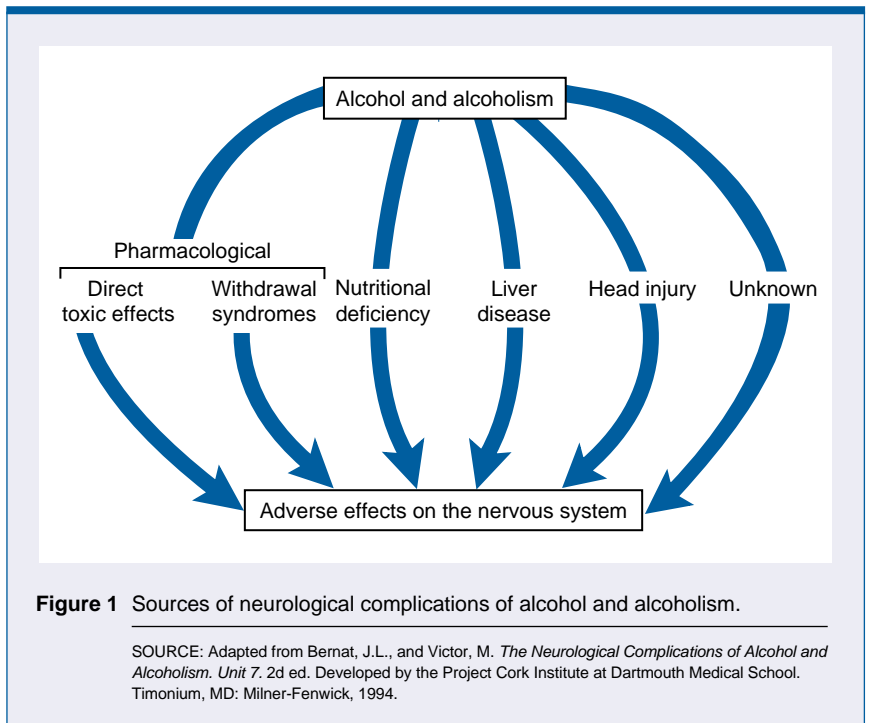 Alcohol and alcoholism
Pharmacological
Direct
toxic effects
Withdrawal
syndromes
Nutritional
deficiency
Liver
disease
Head injury
Unknown
Adverse effects on the nervous system
Figure 1 Sources of neurological complications of alcohol and alcoholism.
SOURCE: Adapted from Bernat, J.L., and Victor, M. The Neurological Complications of Alcohol and
Alcoholism. Unit 7. 2d ed. Developed by the Project Cork Institute at Dartmouth Medical School.
Timonium, MD: Milner-Fenwick, 1994.